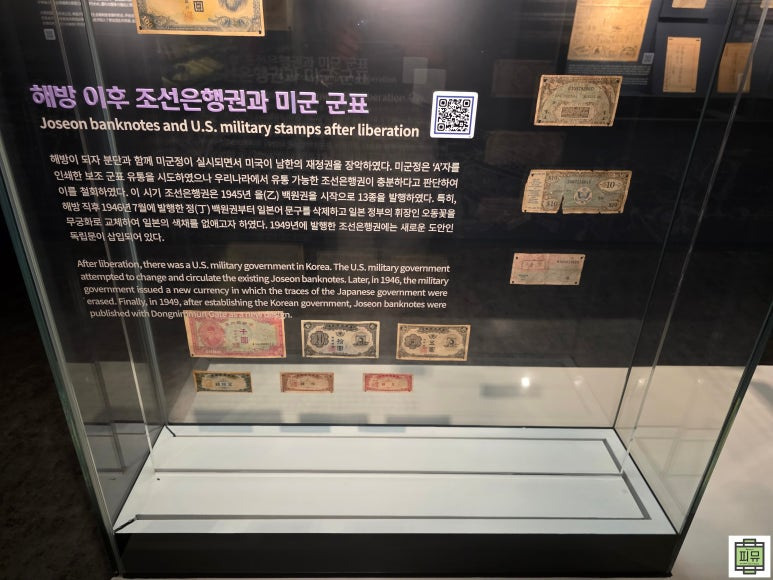 해방 이후 조선은행권과 미군 군표
Joseon banknotes and U.S. military stamps after liberation
해방이 되자 분단과 함께 미군정이 실시되면서 미국이 남한의 재정권을 장악하였다. 미군정은 'A'자를
인쇄한 보조 군표 유통을 시도하였으나 우리나라에서 유통 가능한 조선은행권이 충분하다고 판단하여
이를 철회하였다. 이 시기 조선은행권은 1945년 을(乙) 백원권을 시작으로 13종을 발행하였다. 특히,
해방 직후 1946년 7월에 발행한 정(丁) 백원권부터 일본어 문구를 삭제하고 일본 정부의 휘장인 오동꽃을
무궁화로 교체하여 일본의 색채를 없애고자 하였다. 1949년에 발행한 조선은행권에는 새로운 도안인
독립문이 삽입되어 있다.
After liberation, there was a U.S. military government in Korea. The U.S. military government
attempted to change and circulate the existing Joseon banknotes. Later, in 1946, the military
government issued a new currency in which the traces of the Japanese government were
erased. Finally, in 1949, after establishing the Korean government, Joseon banknotes were
published with Dongnimmun Gate as a new design.
피뮤